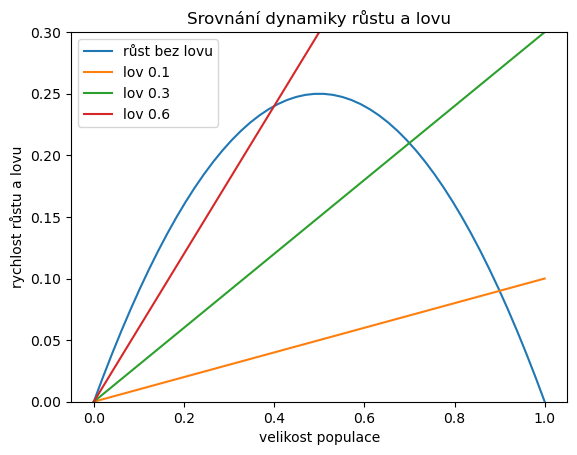 Srovnání dynamiky růstu a lovu
růst bez lovu
lov 0.1
lov 0.3
lov 0.6
rychlost růstu a lovu
0.30
0.25
0.20
0.15
0.10
0.05
0.00
0.0 0.2 0.4 0.6 0.8 1.0
velikost populace